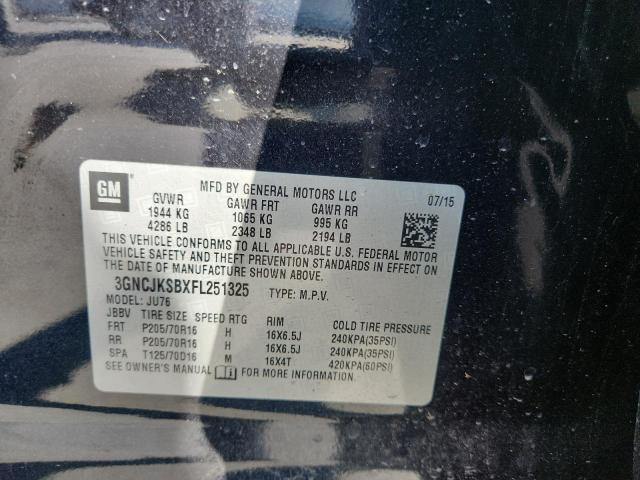 GM
MFD BY GENERAL MOTORS LLC 07/15
GVWR GAWR FRT GAWR RR
1944 KG 1065 KG 995 KG
4286 LB 2348 LB 2194 LB
THIS VEHICLE CONFORMS TO ALL APPLICABLE U.S. FEDERAL MOTOR
VEHICLE SAFETY AND THEFT PREVENTION STANDARDS IN EFFECT ON THE
DATE OF MANUFACTURE SHOWN ABOVE.
3GNCJKSBXFL251325 TYPE: M.P.V.
MODEL: JU76
JBBV TIRE SIZE SPEED RTG RIM COLD TIRE PRESSURE
FRT P205/70R16 H 16X6.5J 240KPA(35PSI)
RR P205/70R16 H 16X6.5J 240KPA(35PSI)
SPA T125/70D16 M 16X4T 420KPA(60PSI)
SEE OWNER'S MANUAL FOR MORE INFORMATION.